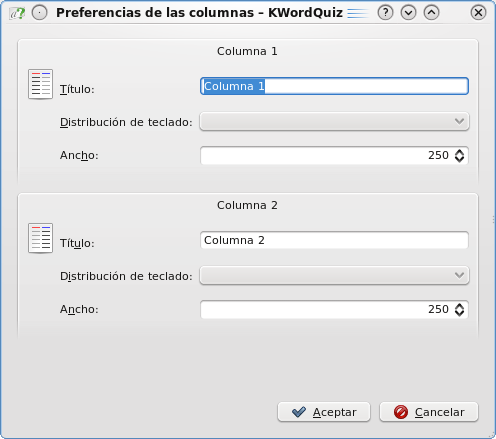 Preferencias de las columnas – KWordQuiz
Columna 1
Título: Columna 1
Distribución de teclado:
Ancho: 250
Columna 2
Título: Columna 2
Distribución de teclado:
Ancho: 250
Aceptar Cancelar